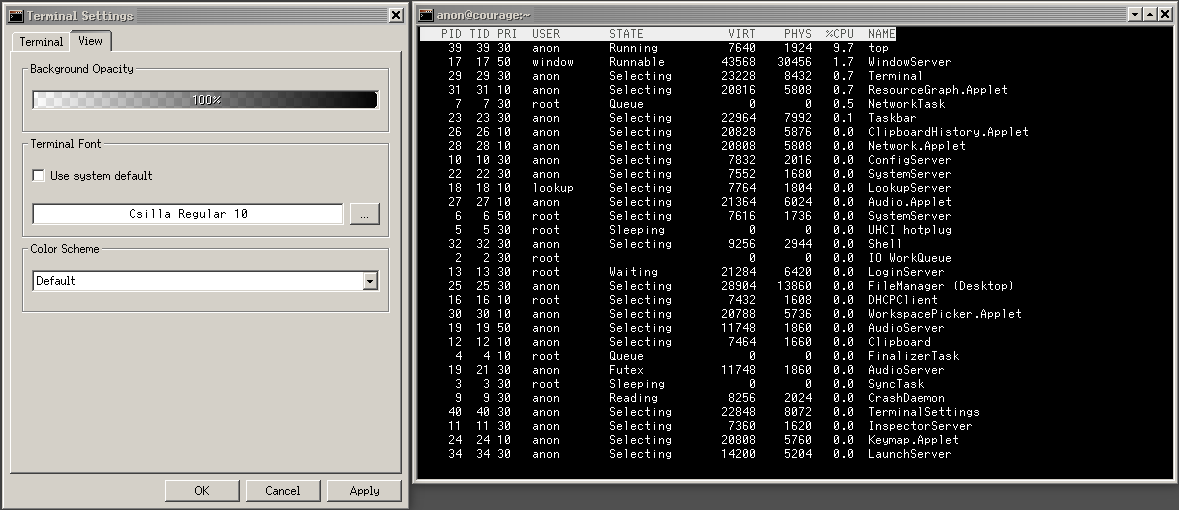 Terminal Settings
Terminal View
Background Opacity
100%
Terminal Font
Use system default
Csilla Regular 10
...
Color Scheme
Default
OK Cancel Apply
anon@courage:~
PID TID PRI USER STATE VIRT PHYS %CPU NAME
39 39 30 anon Running 7640 1924 9.7 top
17 17 50 window Runnable 43568 30456 1.7 WindowServer
29 29 30 anon Selecting 23228 8432 0.7 Terminal
31 31 10 anon Selecting 20816 5808 0.7 ResourceGraph.Applet
7 7 30 root Queue 0 0 0.5 NetworkTask
23 23 30 anon Selecting 22964 7992 0.1 Taskbar
26 26 10 anon Selecting 20828 5876 0.0 ClipboardHistory.Applet
28 28 10 anon Selecting 20808 5808 0.0 Network.Applet
10 10 30 anon Selecting 7832 2016 0.0 ConfigServer
22 22 30 anon Selecting 7552 1680 0.0 SystemServer
18 18 10 lookup Selecting 7764 1804 0.0 LookupServer
27 27 10 anon Selecting 21364 6024 0.0 Audio.Applet
6 6 50 root Selecting 7616 1736 0.0 SystemServer
5 5 30 root Sleeping 0 0 0.0 UHCI hotplug
32 32 30 anon Selecting 9256 2944 0.0 Shell
2 2 30 root 0 0 0.0 IO WorkQueue
13 13 30 root Waiting 21284 6420 0.0 LoginServer
25 25 30 anon Selecting 28904 13860 0.0 FileManager (Desktop)
16 16 10 root Selecting 7432 1608 0.0 DHCPClient
30 30 10 anon Selecting 20788 5736 0.0 WorkspacePicker.Applet
19 19 50 anon Selecting 11748 1860 0.0 AudioServer
12 12 10 anon Selecting 7464 1660 0.0 Clipboard
4 4 10 root Queue 0 0 0.0 FinalizerTask
19 21 30 anon Futex 11748 1860 0.0 AudioServer
3 3 30 root Sleeping 0 0 0.0 SyncTask
9 9 30 anon Reading 8256 2024 0.0 CrashDaemon
40 40 30 anon Selecting 22848 8072 0.0 TerminalSettings
11 11 30 anon Selecting 7360 1620 0.0 InspectorServer
24 24 10 anon Selecting 20808 5760 0.0 Keymap.Applet
34 34 30 anon Selecting 14200 5204 0.0 LaunchServer